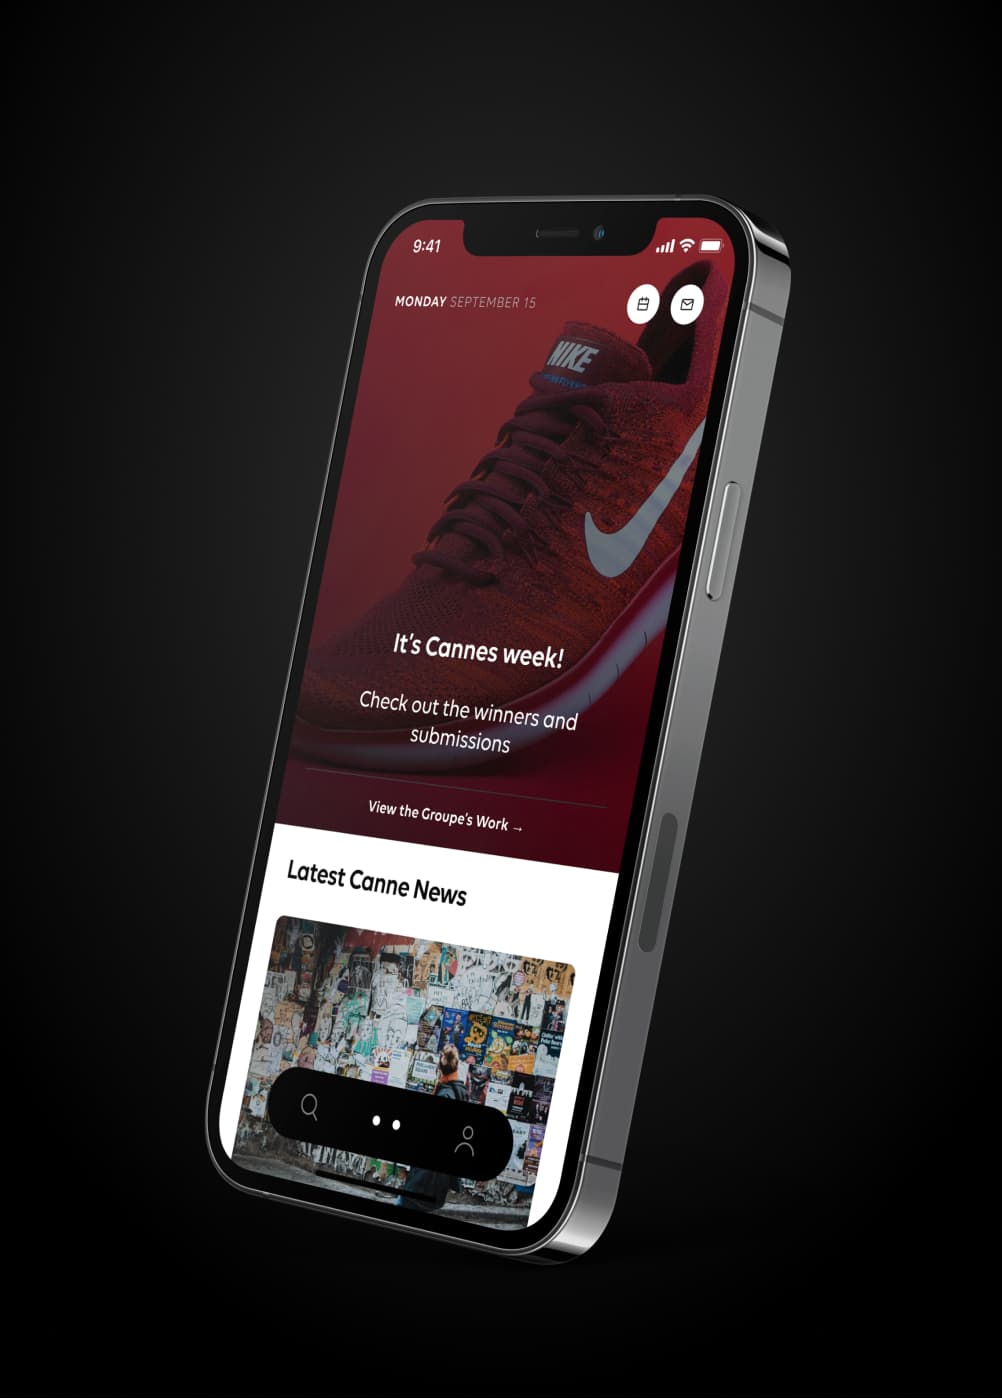 9:41
MONDAY SEPTEMBER 15
NIKE
It's Cannes week!
Check out the winners and
submissions
View the Groupe's Work →
Latest Canne News